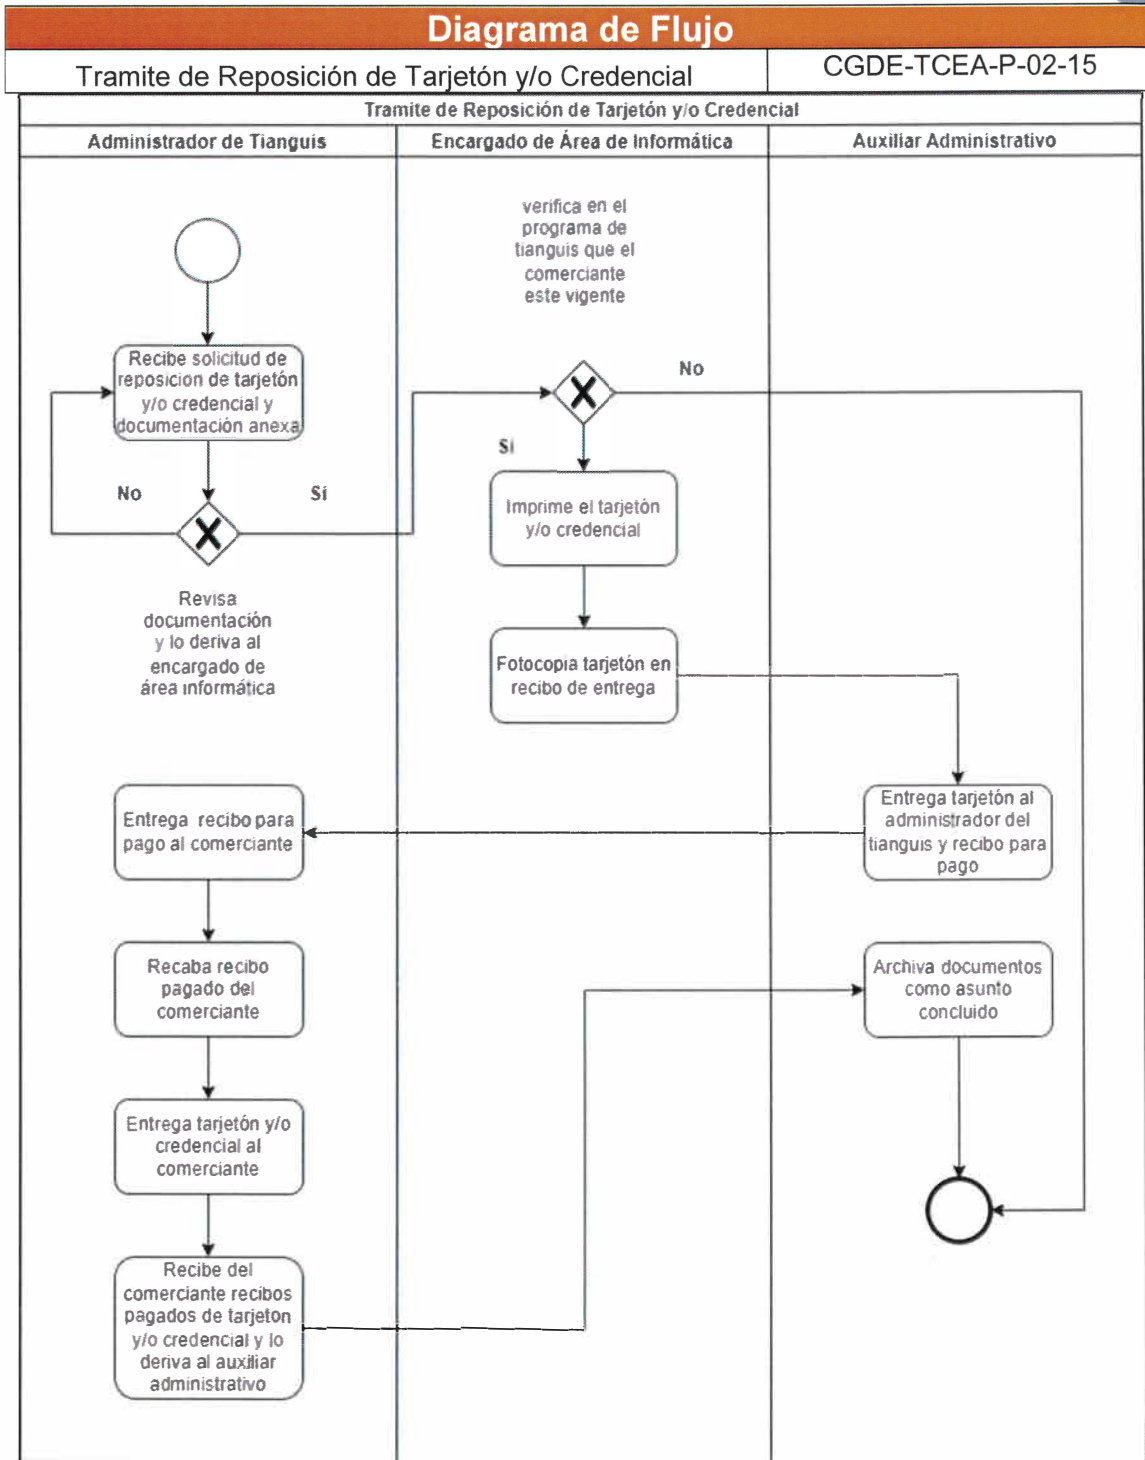 Diagrama de Flujo
Tramite de Reposición de Tarjetón y/o Credencial
CGDE-TCEA-P-02-15
Tramite de Reposición de Tarjetón y/o Credencial
Administrador de Tianguis
Encargado de Área de Informática
Auxiliar Administrativo
verifica en el
programa de
tianguis que el
comerciante
este vigente
Recibe solicitud de
reposicion de tarjetón
y/o credencial y
documentación anexa
No
Sí
No
Sí
Revisa
documentación
y lo deriva al
encargado de
área informática
Imprime el tarjetón
y/o credencial
Fotocopia tarjetón en
recibo de entrega
Entrega tarjetón al
administrador del
tianguis y recibo para
pago
Entrega recibo para
pago al comerciante
Recaba recibo
pagado del
comerciante
Entrega tarjetón y/o
credencial al
comerciante
Recibe del
comerciante recibos
pagados de tarjeton
y/o credencial y lo
deriva al auxiliar
administrativo
Archiva documentos
como asunto
concluido